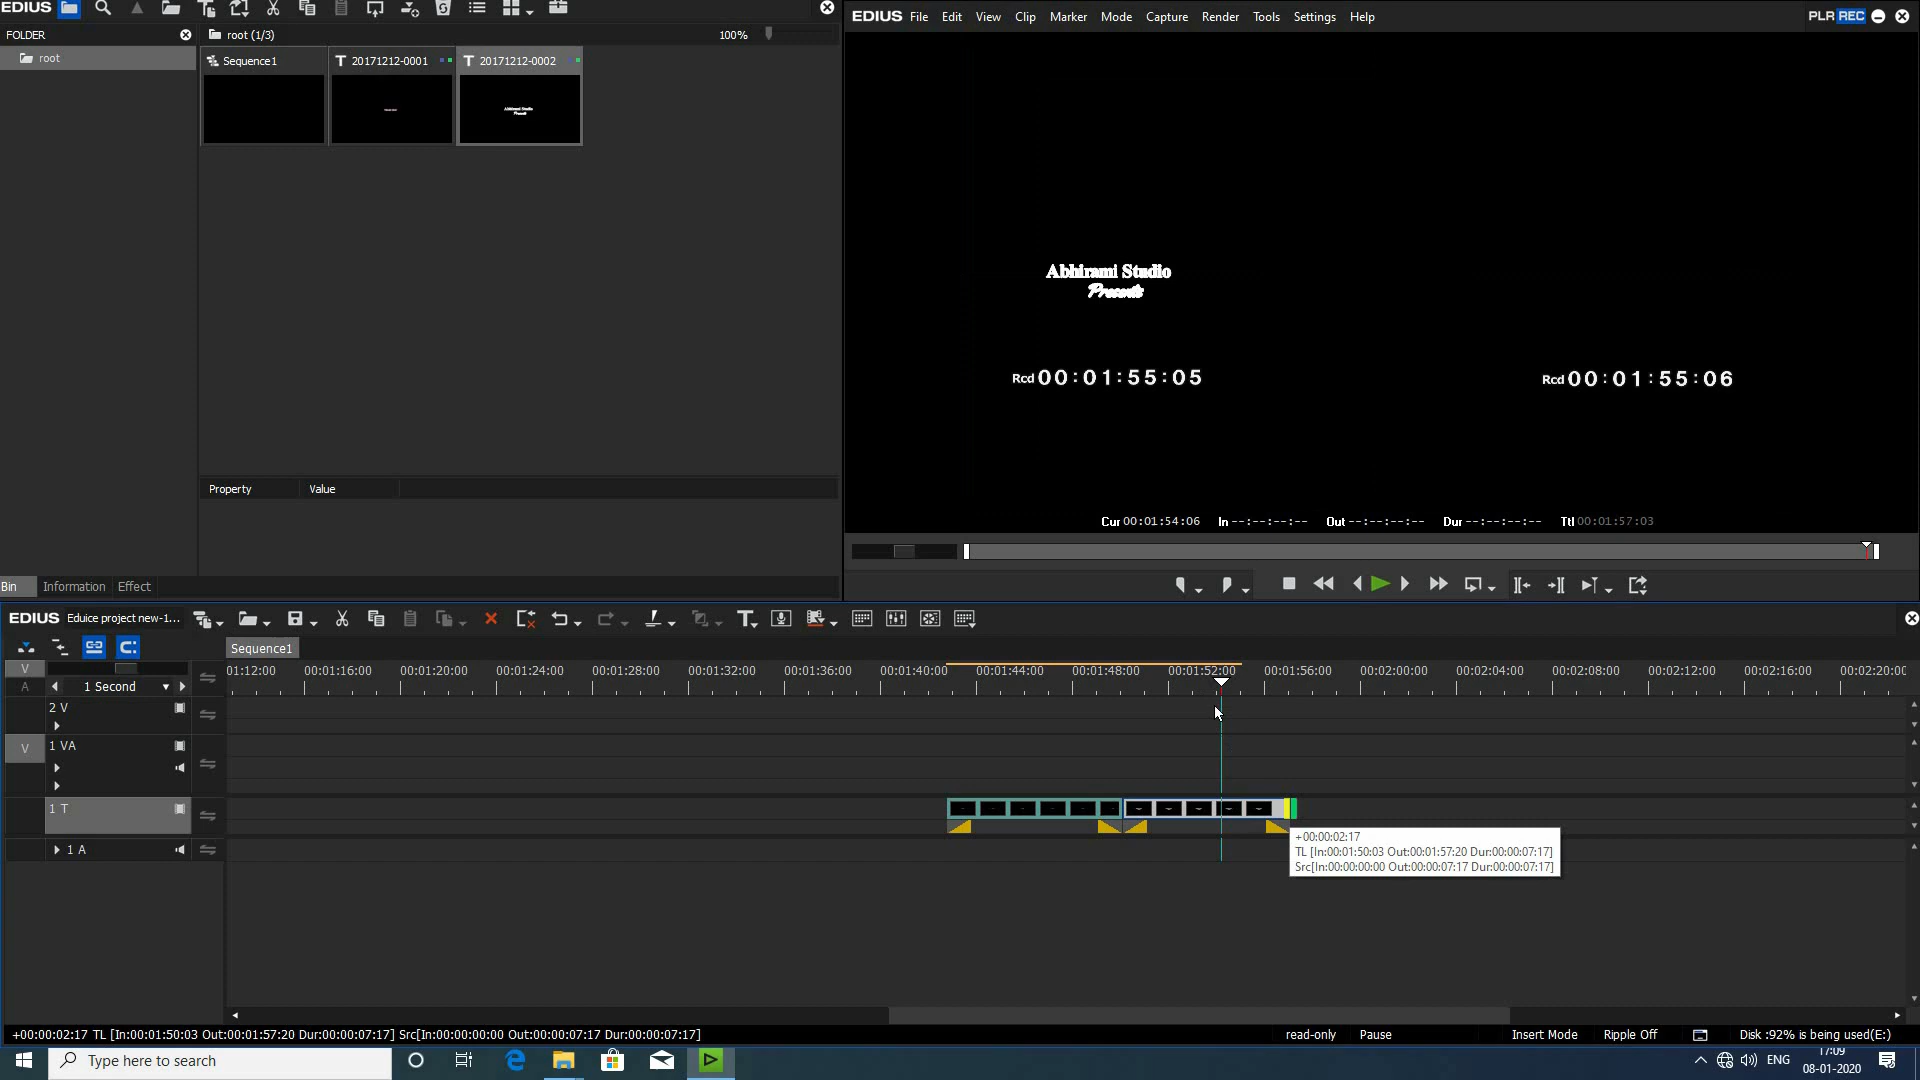 EDIUS
FOLDER
root
root (1/3)
100%
Sequence1
T 20171212-0001
T 20171212-0002
Abhirami Studio
Presents
Property Value
Bin Information Effect
EDIUS File Edit View Clip Marker Mode Capture Render Tools Settings Help
PLR REC
Abhirami Studio
Presents
Rcd 00:01:55:05
Rcd 00:01:55:06
Cur 00:01:54:06 In --:--:--:-- Out --:--:--:-- Dur --:--:--:-- Ttl 00:01:57:03
EDIUS Eduice project new-1...
Sequence1
01:12:00 00:01:16:00 00:01:20:00 00:01:24:00 00:01:28:00 00:01:32:00 00:01:36:00 00:01:40:00 00:01:44:00 00:01:48:00 00:01:52:00 00:01:56:00 00:02:00:00 00:02:04:00 00:02:08:00 00:02:12:00 00:02:16:00 00:02:20:00
V
A
1 Second
2 V
V
1 VA
1 T
1 A
+00:00:02:17
TL [In:00:01:50:03 Out:00:01:57:20 Dur:00:00:07:17]
Src[In:00:00:00:00 Out:00:00:07:17 Dur:00:00:07:17]
+00:00:02:17 TL [In:00:01:50:03 Out:00:01:57:20 Dur:00:00:07:17] Src[In:00:00:00:00 Out:00:00:07:17 Dur:00:00:07:17]
read-only Pause Insert Mode Ripple Off Disk :92% is being used(E:)
Type here to search
ENG
17:09
08-01-2020